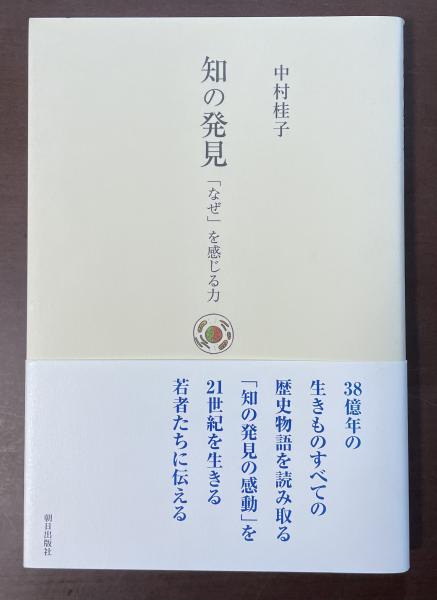 中村桂子
知の発見
「なぜ」を感じる力
38億年の
生きものすべての
歴史物語を読み取る
「知の発見の感動」を
21世紀を生きる
若者たちに伝える
朝日出版社